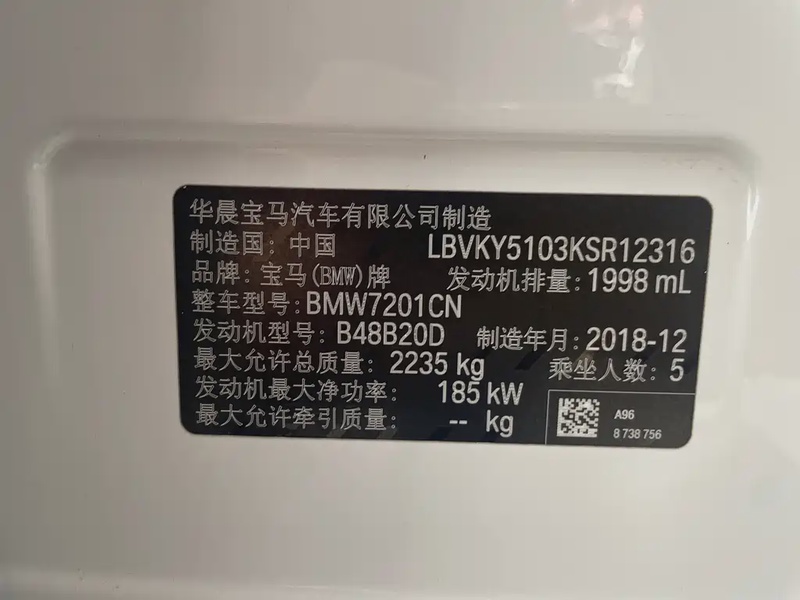 华晨宝马汽车有限公司制造
制造国：中国 LBVKY5103KSR12316
品牌：宝马(BMW)牌 发动机排量：1998 mL
整车型号：BMW7201CN
发动机型号：B48B20D 制造年月：2018-12
最大允许总质量：2235 kg 乘坐人数：5
发动机最大净功率：185 kW
最大允许牵引质量：-- kg
A96
8 738 756